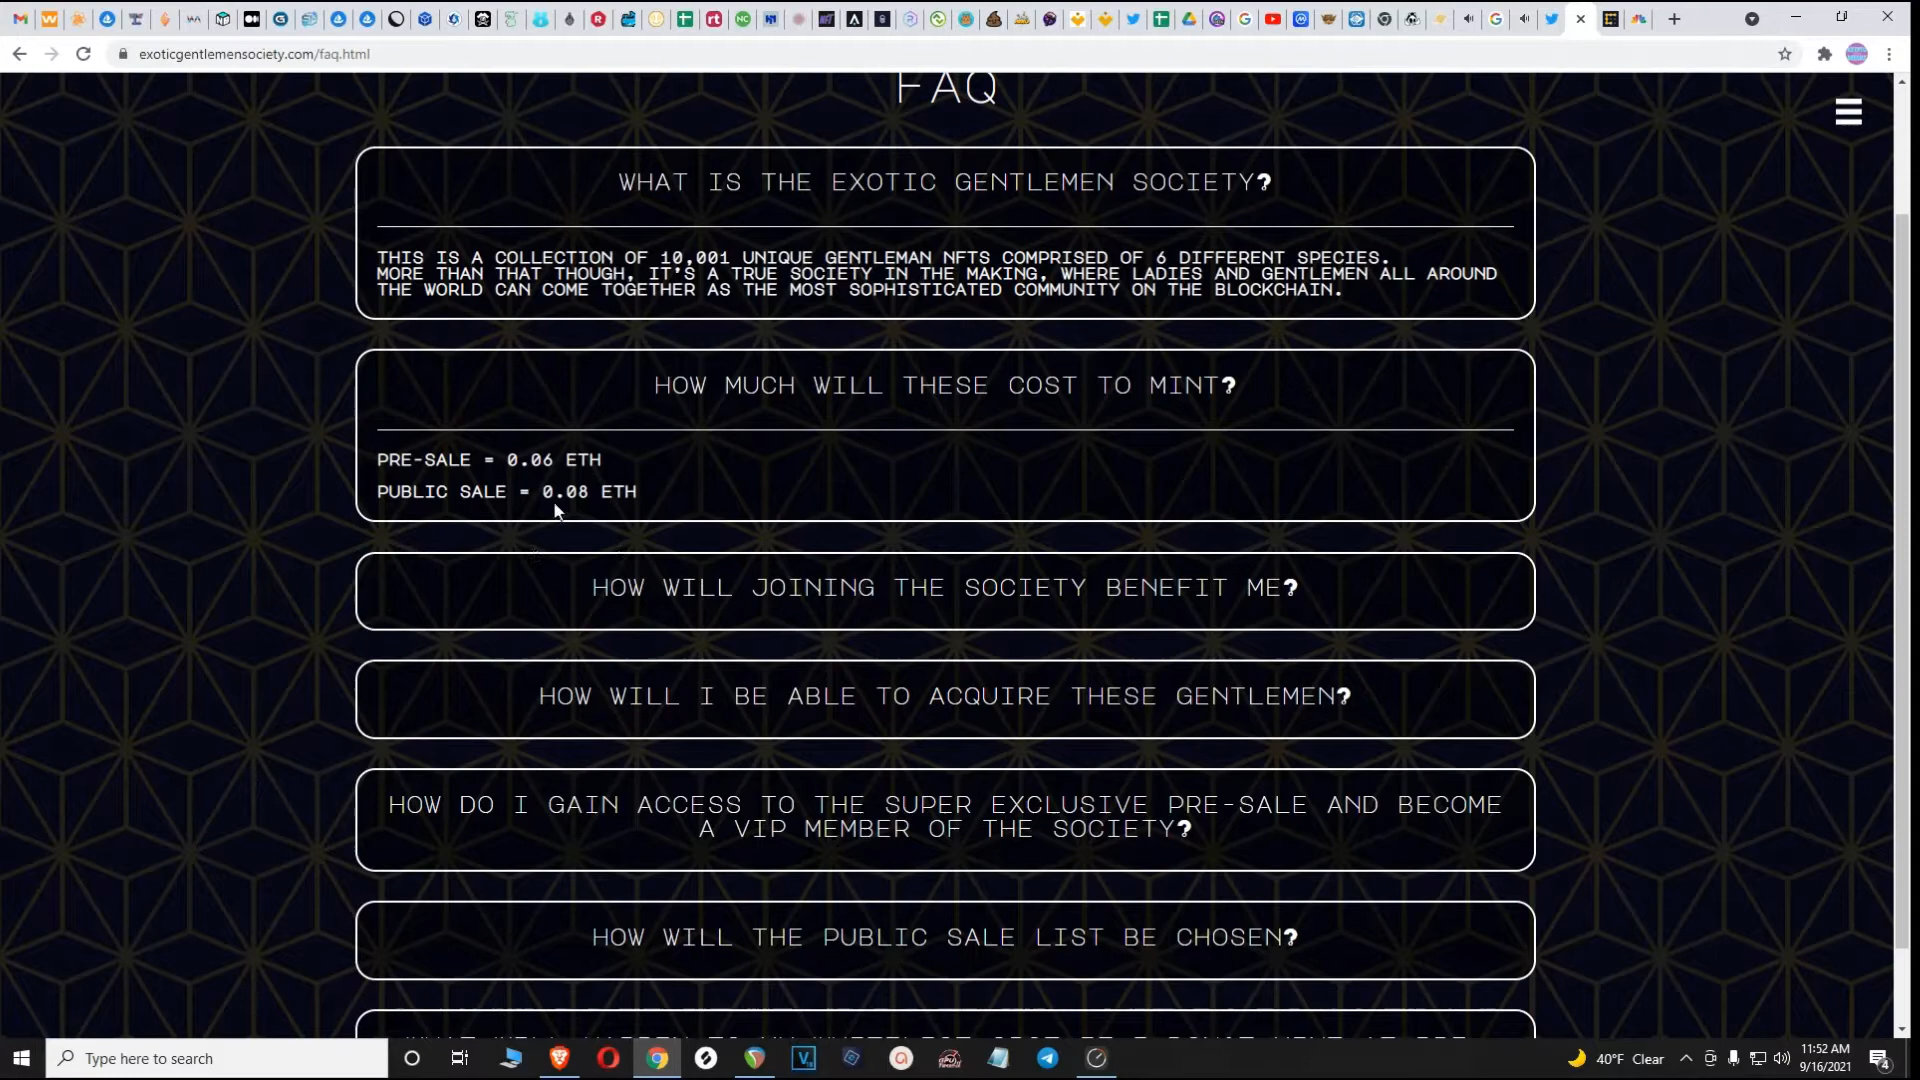 exoticgentlemensociety.com/faq.html
FAQ
WHAT IS THE EXOTIC GENTLEMEN SOCIETY?
THIS IS A COLLECTION OF 10,001 UNIQUE GENTLEMAN NFTS COMPRISED OF 6 DIFFERENT SPECIES.
MORE THAN THAT THOUGH, IT'S A TRUE SOCIETY IN THE MAKING, WHERE LADIES AND GENTLEMEN ALL AROUND
THE WORLD CAN COME TOGETHER AS THE MOST SOPHISTICATED COMMUNITY ON THE BLOCKCHAIN.
HOW MUCH WILL THESE COST TO MINT?
PRE-SALE = 0.06 ETH
PUBLIC SALE = 0.08 ETH
HOW WILL JOINING THE SOCIETY BENEFIT ME?
HOW WILL I BE ABLE TO ACQUIRE THESE GENTLEMEN?
HOW DO I GAIN ACCESS TO THE SUPER EXCLUSIVE PRE-SALE AND BECOME
A VIP MEMBER OF THE SOCIETY?
HOW WILL THE PUBLIC SALE LIST BE CHOSEN?
Type here to search
40°F Clear
11:52 AM
9/16/2021
4